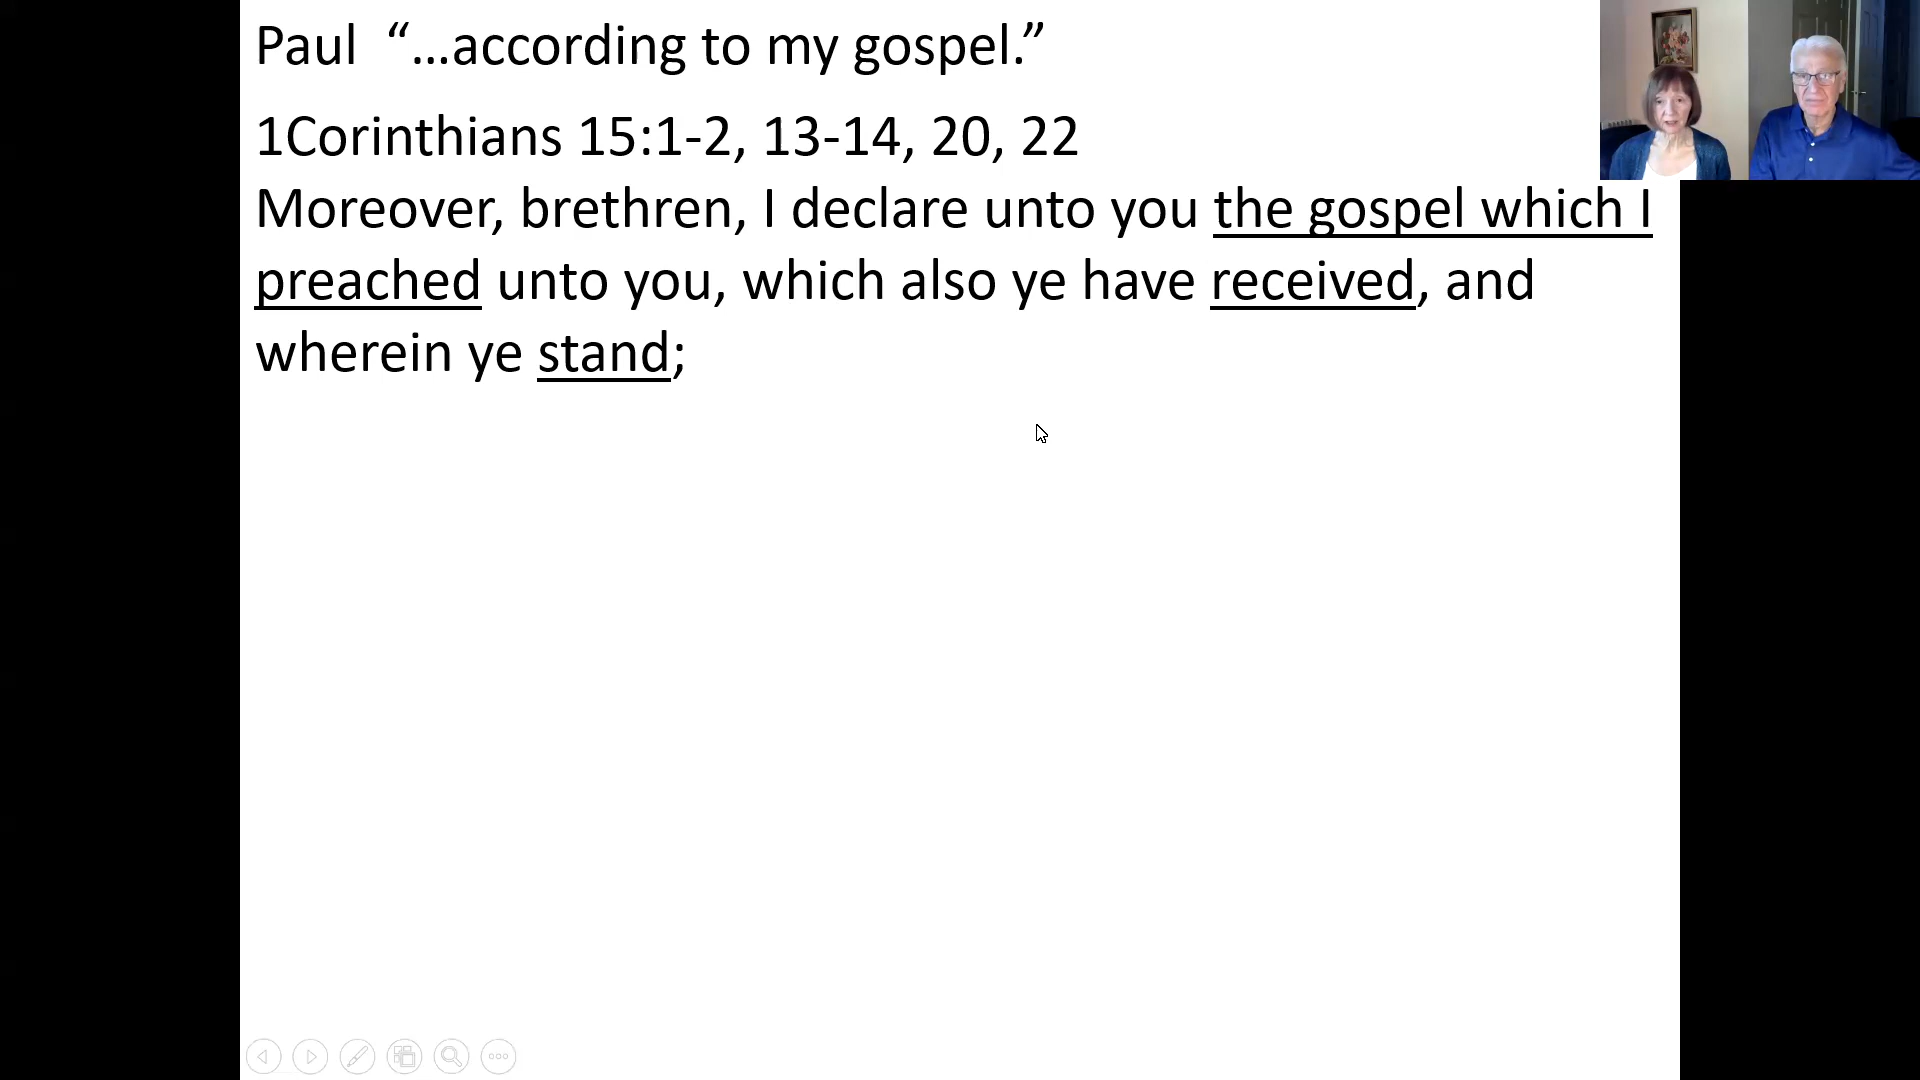 Paul  “…according to my gospel.”
1Corinthians 15:1-2, 13-14, 20, 22
Moreover, brethren, I declare unto you the gospel which I
preached unto you, which also ye have received, and
wherein ye stand;